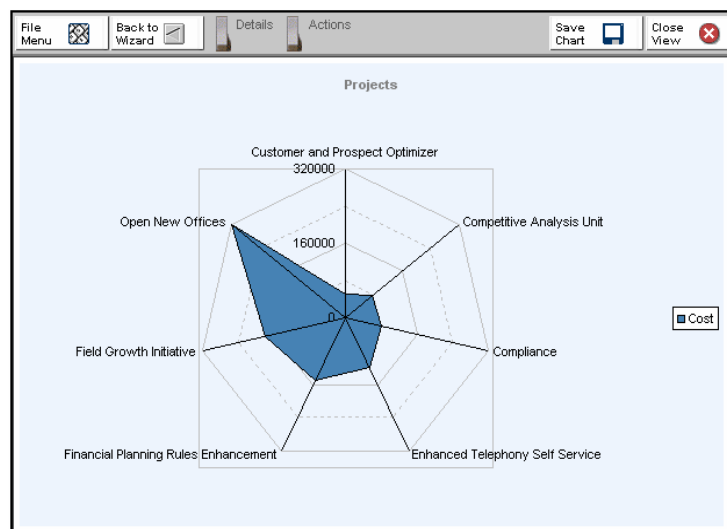 File
Menu
Back to
Wizard
Details
Actions
Save
Chart
Close
View
Projects
Customer and Prospect Optimizer
320000
Open New Offices
Competitive Analysis Unit
160000
0
Cost
Field Growth Initiative
Compliance
Financial Planning Rules Enhancement
Enhanced Telephony Self Service